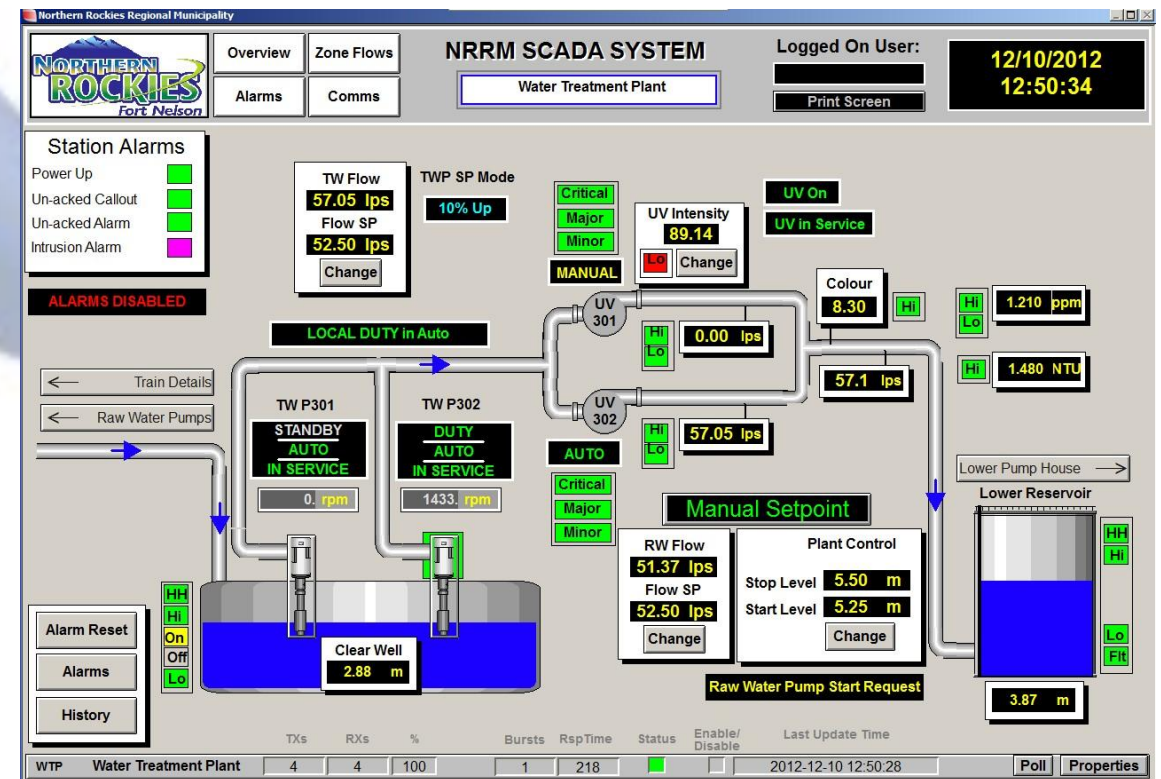 Northern Rockies Regional Municipality
NORTHERN
ROCKIES
Fort Nelson
Overview
Zone Flows
Alarms
Comms
NRRM SCADA SYSTEM
Water Treatment Plant
Logged On User:
Print Screen
12/10/2012
12:50:34
Station Alarms
Power Up
Un-acked Callout
Un-acked Alarm
Intrusion Alarm
ALARMS DISABLED
TW Flow
57.05 lps
Flow SP
52.50 lps
Change
TWP SP Mode
10% Up
Critical
Major
Minor
MANUAL
UV Intensity
89.14
Lo
Change
UV On
UV in Service
Colour
8.30
Hi
Hi
Lo
1.210 ppm
Hi
1.480 NTU
LOCAL DUTY in Auto
UV
301
Hi
Lo
0.00 lps
57.1 lps
← Train Details
← Raw Water Pumps
TW P301
STANDBY
AUTO
IN SERVICE
0. rpm
TW P302
DUTY
AUTO
IN SERVICE
1433. rpm
UV
302
Hi
Lo
57.05 lps
AUTO
Critical
Major
Minor
Lower Pump House →
Lower Reservoir
HH
Hi
Lo
Flt
3.87 m
Manual Setpoint
RW Flow
51.37 lps
Flow SP
52.50 lps
Change
Plant Control
Stop Level 5.50 m
Start Level 5.25 m
Change
Raw Water Pump Start Request
HH
Hi
On
Off
Lo
Clear Well
2.88 m
Alarm Reset
Alarms
History
TXs RXs % Bursts RspTime Status Enable/
Disable Last Update Time
WTP Water Treatment Plant 4 4 100 1 218 2012-12-10 12:50:28 Poll Properties